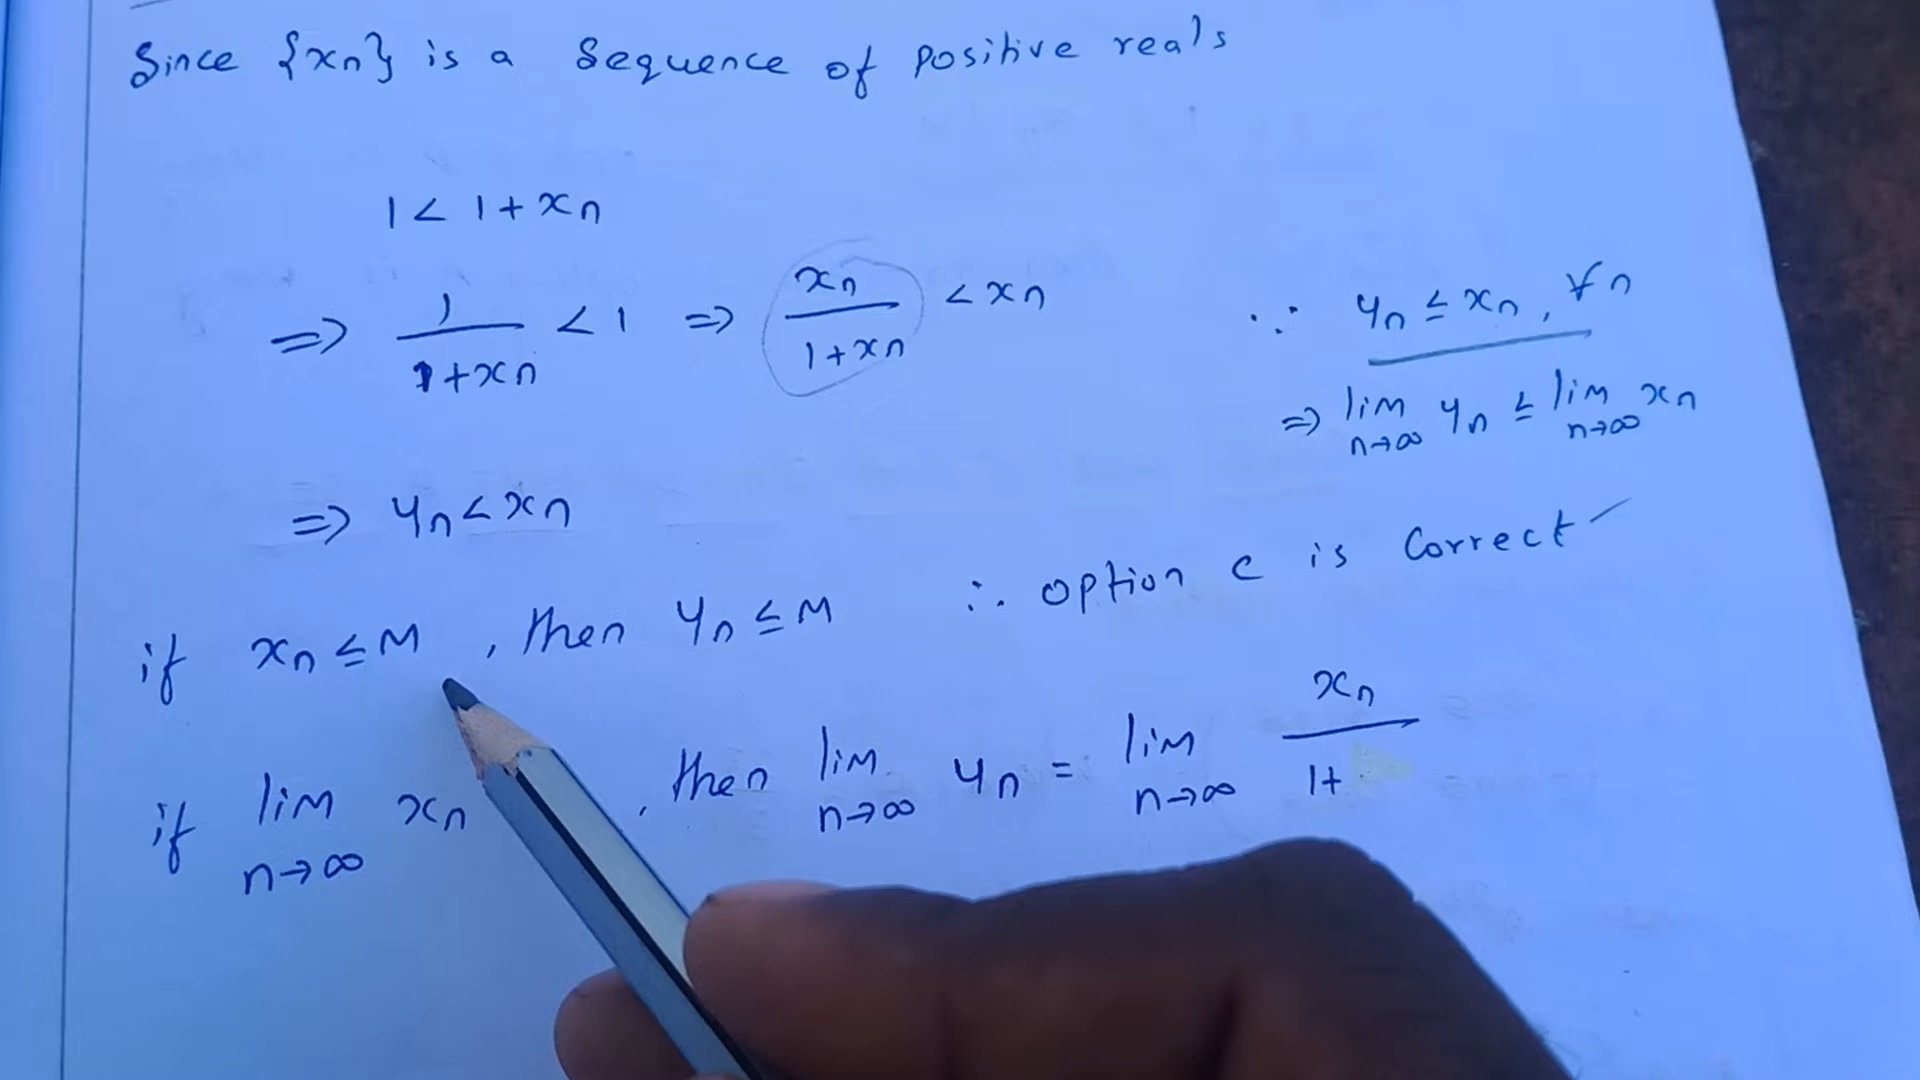 Since {xn} is a Sequence of positive reals
1 < 1 + xn
=> 1/(1+xn) < 1 => xn/(1+xn) < xn
=> yn < xn
∵ yn ≤ xn, ∀n
=> lim n→∞ yn ≤ lim n→∞ xn
if xn ≤ M, then yn ≤ M ∴ option c is Correct
if lim n→∞ xn , then lim n→∞ yn = lim n→∞ xn/1+